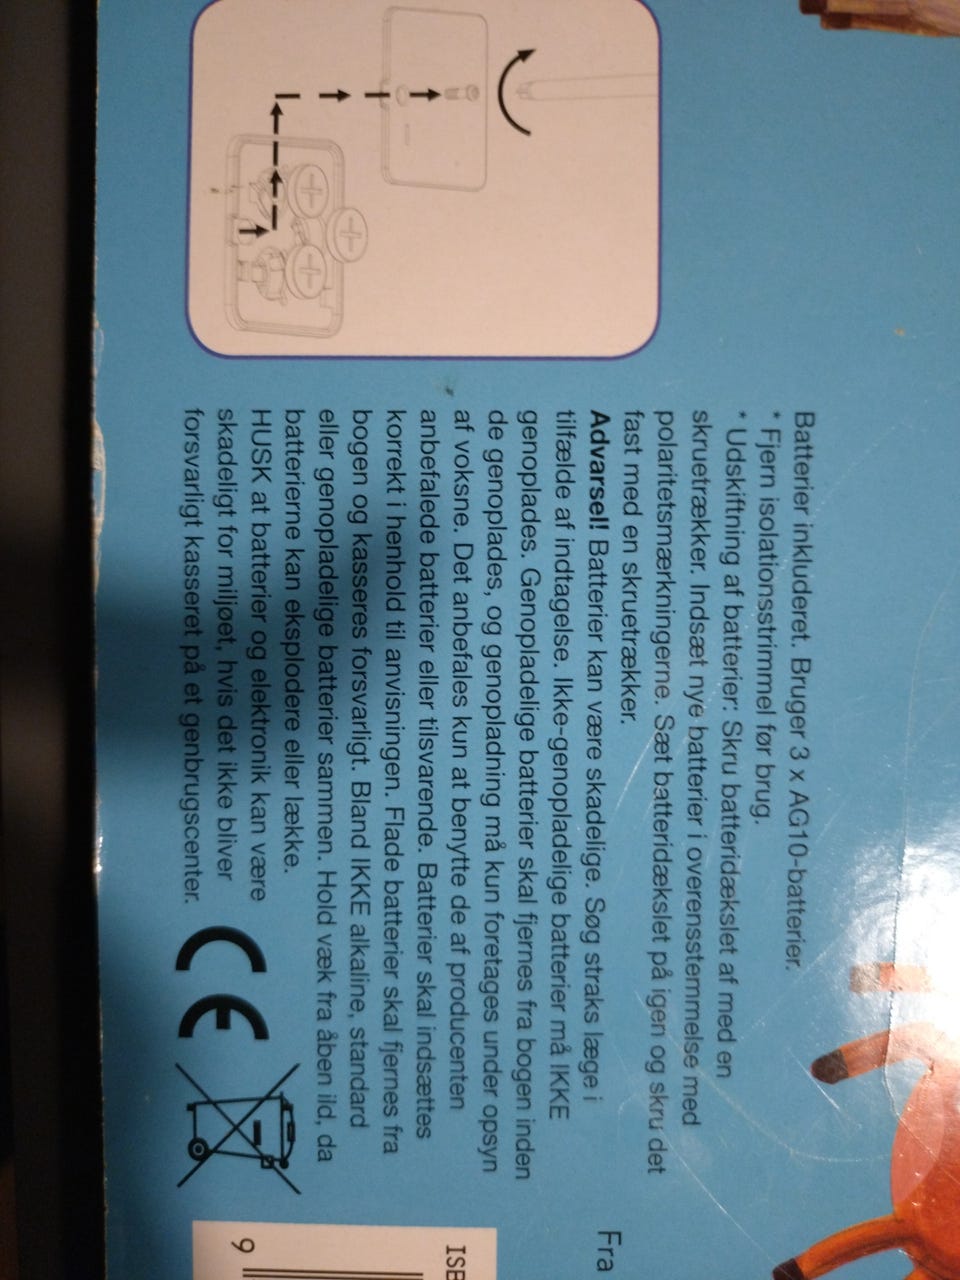 Batterier inkluderet. Bruger 3 x AG10-batterier.
* Fjern isolationsstrimmel før brug.
* Udskiftning af batterier: Skru batteridækslet af med en
skruetrækker. Indsæt nye batterier i overensstemmelse med
polaritetsmærkningerne. Sæt batteridækslet på igen og skru det
fast med en skruetrækker.
Advarsel! Batterier kan være skadelige. Søg straks læge i
tilfælde af indtagelse. Ikke-genopladelige batterier må IKKE
genoplades. Genopladelige batterier skal fjernes fra bogen inden
de genoplades, og genopladning må kun foretages under opsyn
af voksne. Det anbefales kun at benytte de af producenten
anbefalede batterier eller tilsvarende. Batterier skal indsættes
korrekt i henhold til anvisningen. Flade batterier skal fjernes fra
bogen og kasseres forsvarligt. Bland IKKE alkaline, standard
eller genopladelige batterier sammen. Hold væk fra åben ild, da
batterierne kan eksplodere eller lække.
HUSK at batterier og elektronik kan være
skadeligt for miljøet, hvis det ikke bliver
forsvarligt kasseret på et genbrugscenter.
CE
Fra
ISB
9